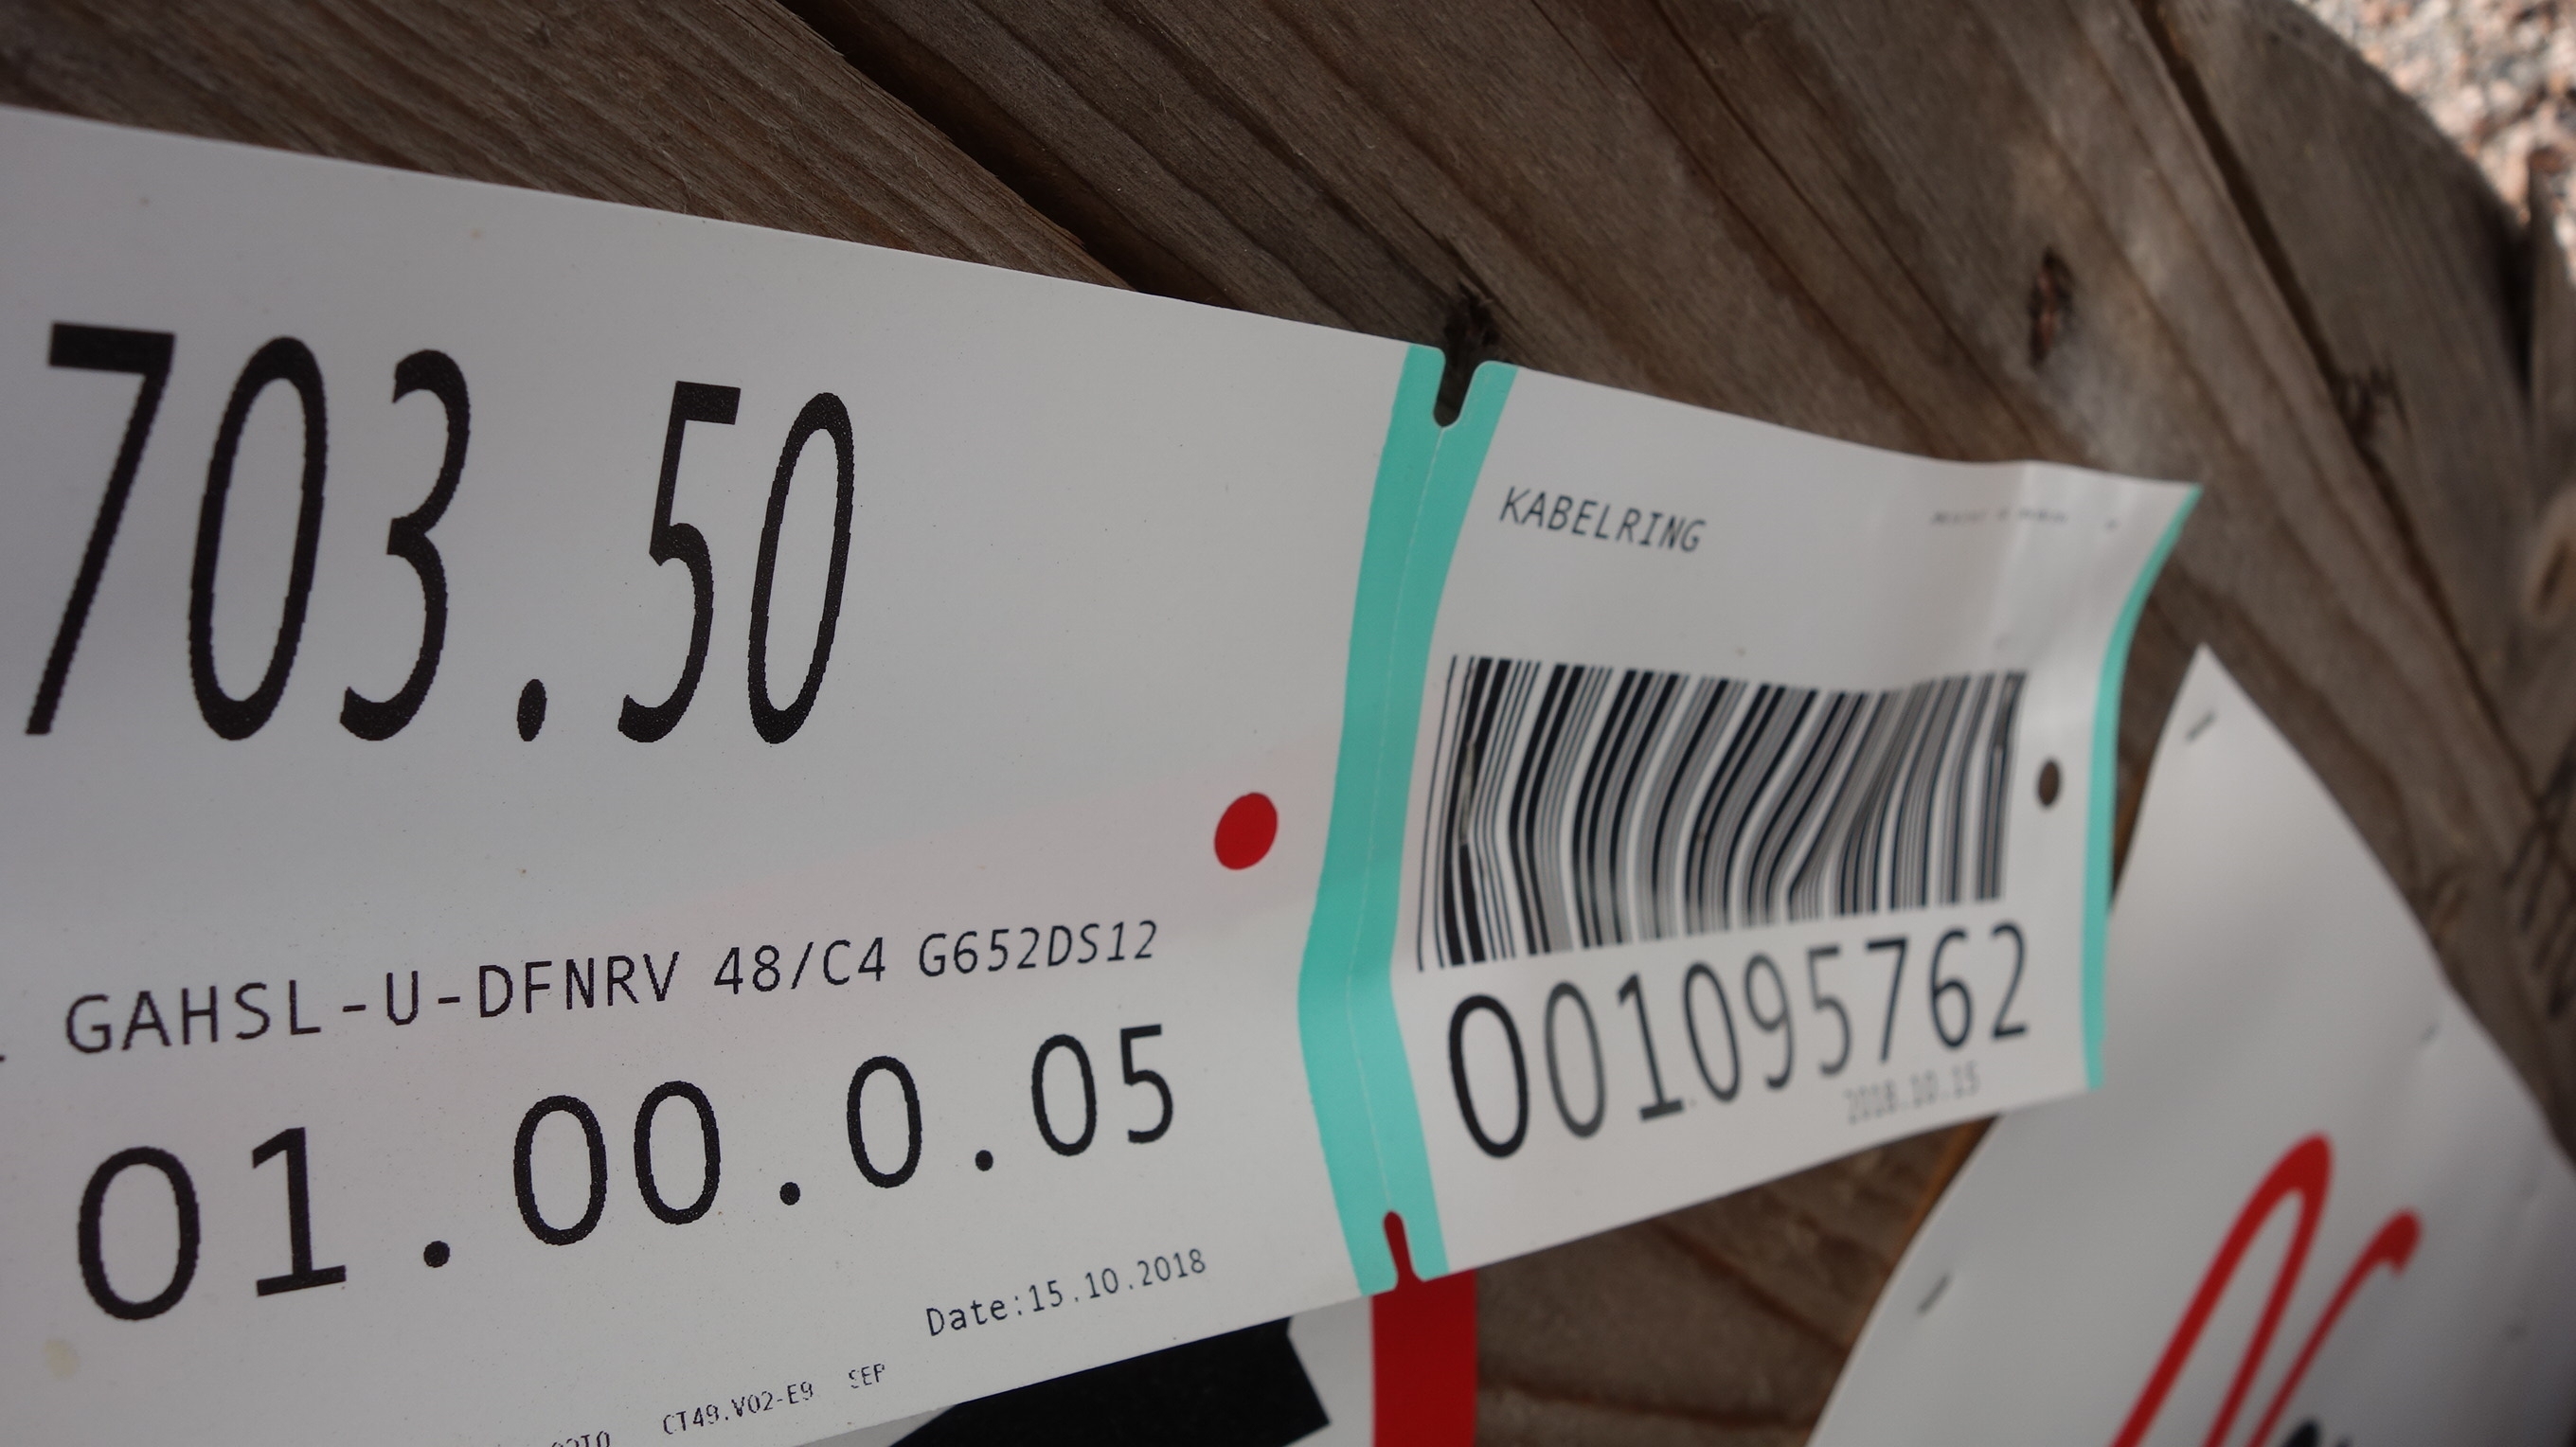 703.50
GAHSL-U-DFNRV 48/C4 G652DS12
01.00.0.05
Date:15.10.2018
CT49.V02-E9 SEP
KABELRING
001095762
2018.10.15